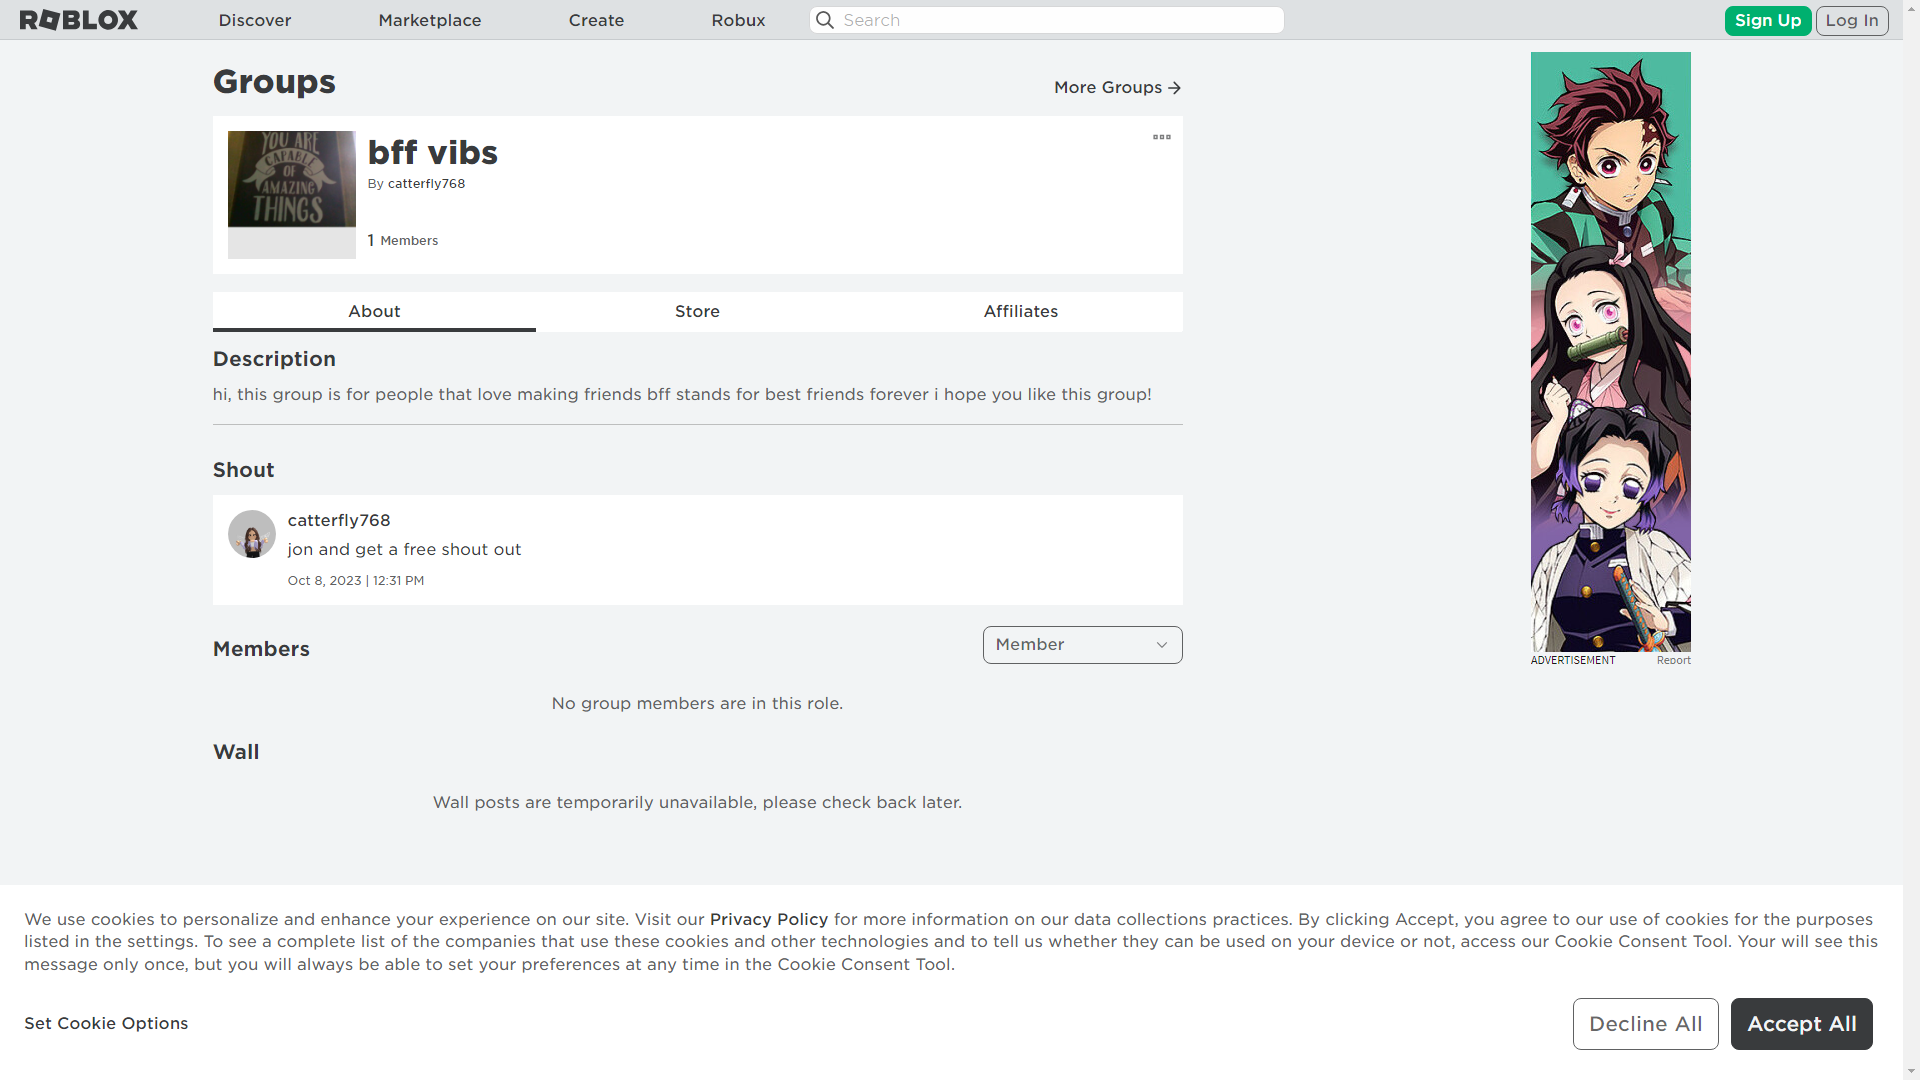 ROBLOX
Discover
Marketplace
Create
Robux
Search
Sign Up
Log In
Groups
More Groups
YOU ARE
CAPABLE
OF
AMAZING
THINGS
bff vibs
By catterfly768
1 Members
About
Store
Affiliates
Description
hi, this group is for people that love making friends bff stands for best friends forever i hope you like this group!
Shout
catterfly768
jon and get a free shout out
Oct 8, 2023 | 12:31 PM
Members
Member
No group members are in this role.
Wall
Wall posts are temporarily unavailable, please check back later.
ADVERTISEMENT
Report
We use cookies to personalize and enhance your experience on our site. Visit our Privacy Policy for more information on our data collections practices. By clicking Accept, you agree to our use of cookies for the purposes
listed in the settings. To see a complete list of the companies that use these cookies and other technologies and to tell us whether they can be used on your device or not, access our Cookie Consent Tool. Your will see this
message only once, but you will always be able to set your preferences at any time in the Cookie Consent Tool.
Set Cookie Options
Decline All
Accept All